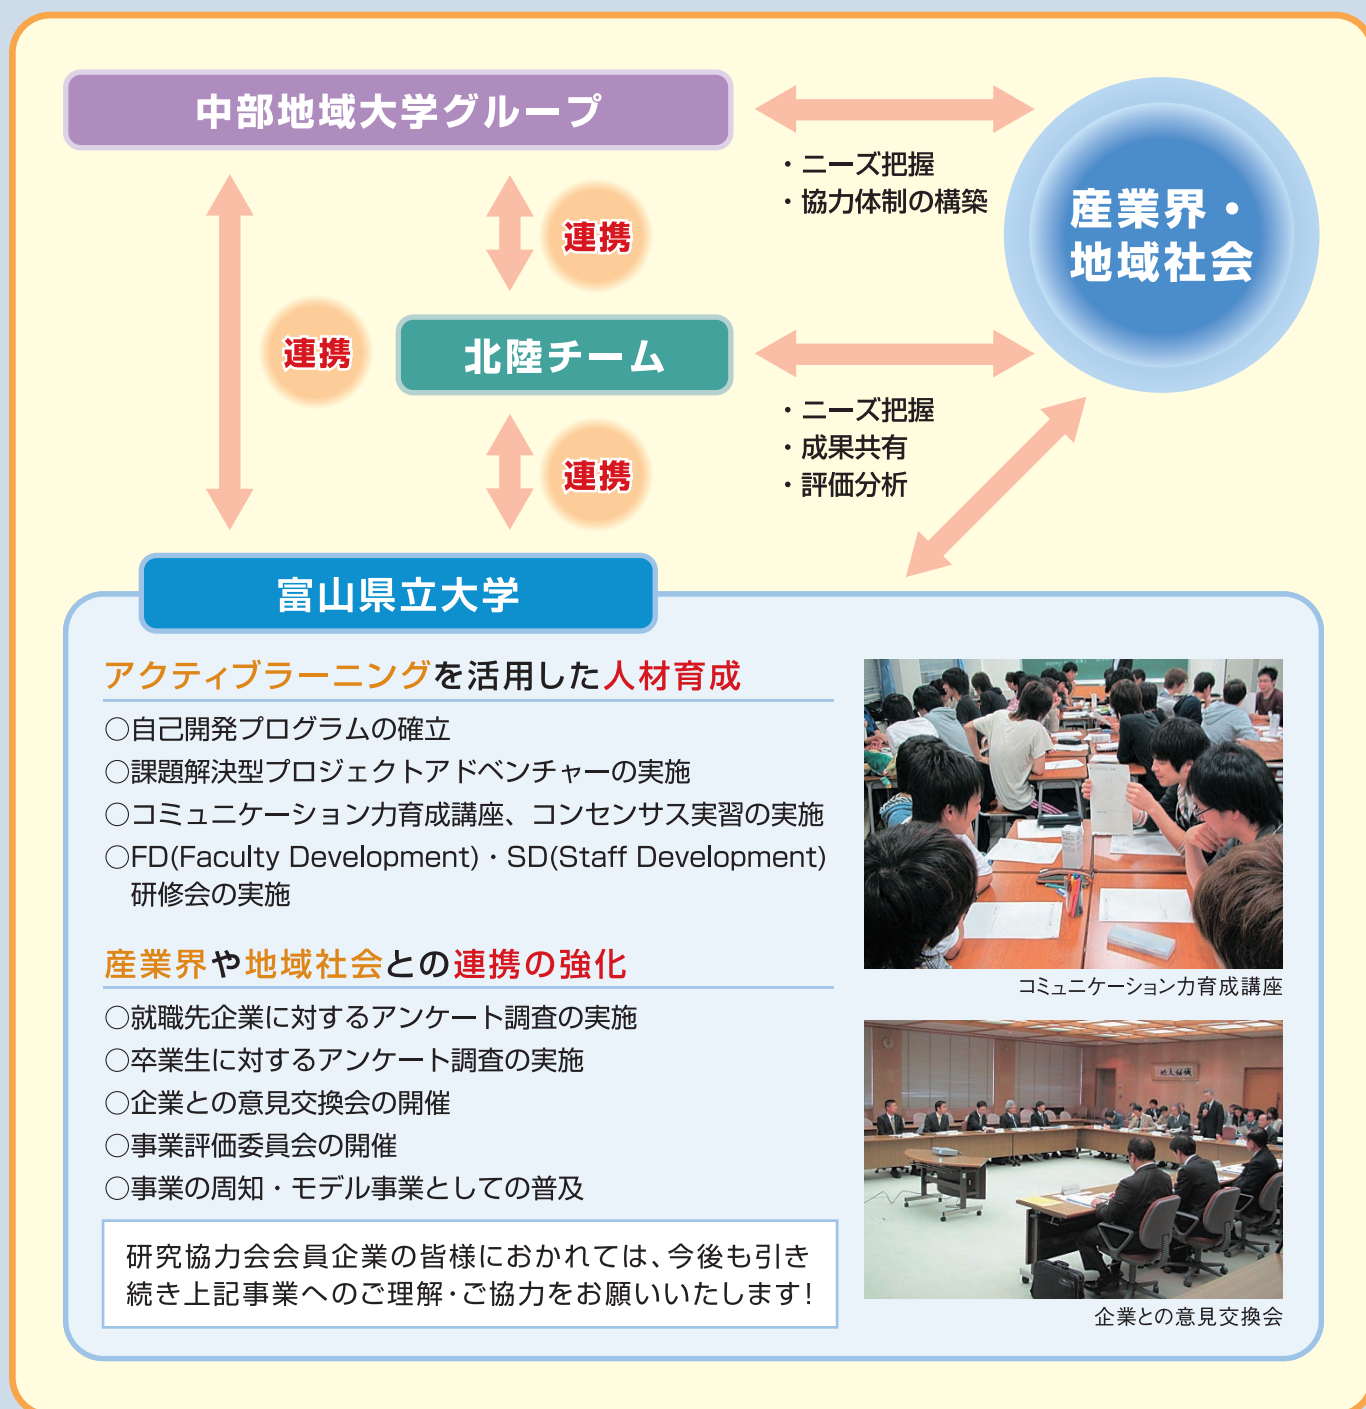 中部地域大学グループ
・ニーズ把握
・協力体制の構築
産業界・
地域社会
連携
連携
北陸チーム
・ニーズ把握
・成果共有
・評価分析
連携
富山県立大学
アクティブラーニングを活用した人材育成
○自己開発プログラムの確立
○課題解決型プロジェクトアドベンチャーの実施
○コミュニケーション力育成講座、コンセンサス実習の実施
○FD(Faculty Development)・SD(Staff Development)
研修会の実施
コミュニケーション力育成講座
産業界や地域社会との連携の強化
○就職先企業に対するアンケート調査の実施
○卒業生に対するアンケート調査の実施
○企業との意見交換会の開催
○事業評価委員会の開催
○事業の周知・モデル事業としての普及
研究協力会会員企業の皆様におかれては、今後も引き
続き上記事業へのご理解・ご協力をお願いいたします!
企業との意見交換会